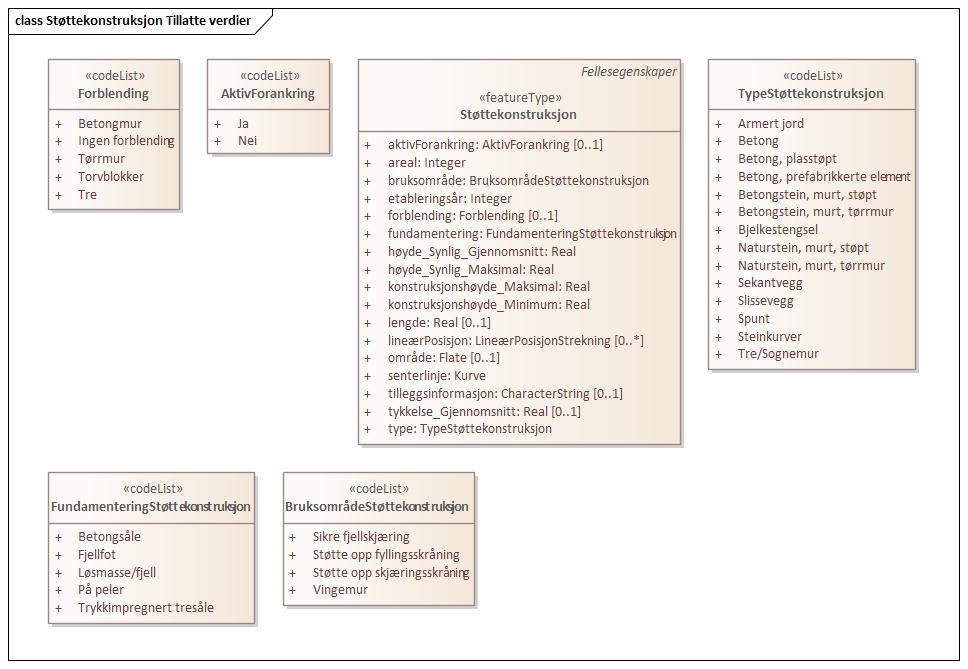 class Støttekonstruksjon Tillatte verdier
«codeList»
Forblending
+ Betongmur
+ Ingen forblending
+ Tørrmur
+ Torvblokker
+ Tre
«codeList»
AktivForankring
+ Ja
+ Nei
Fellesegenskaper
«featureType»
Støttekonstruksjon
+ aktivForankring: AktivForankring [0..1]
+ areal: Integer
+ bruksområde: BruksområdeStøttekonstruksjon
+ etableringsår: Integer
+ forblending: Forblending [0..1]
+ fundamentering: FundamenteringStøttekonstruksjon
+ høyde_Synlig_Gjennomsnitt: Real
+ høyde_Synlig_Maksimal: Real
+ konstruksjonshøyde_Maksimal: Real
+ konstruksjonshøyde_Minimum: Real
+ lengde: Real [0..1]
+ lineærPosisjon: LineærPosisjonStrekning [0..*]
+ område: Flate [0..1]
+ senterlinje: Kurve
+ tilleggsinformasjon: CharacterString [0..1]
+ tykkelse_Gjennomsnitt: Real [0..1]
+ type: TypeStøttekonstruksjon
«codeList»
TypeStøttekonstruksjon
+ Armert jord
+ Betong
+ Betong, plasstøpt
+ Betong, prefabrikkerte element
+ Betongstein, murt, støpt
+ Betongstein, murt, tørrmur
+ Bjelkestengsel
+ Naturstein, murt, støpt
+ Naturstein, murt, tørrmur
+ Sekantvegg
+ Slissevegg
+ Spunt
+ Steinkurver
+ Tre/Sognemur
«codeList»
FundamenteringStøttekonstruksjon
+ Betongsåle
+ Fjellfot
+ Løsmasse/fjell
+ På peler
+ Trykkimpregnert tresåle
«codeList»
BruksområdeStøttekonstruksjon
+ Sikre fjellskjæring
+ Støtte opp fyllingsskråning
+ Støtte opp skjæringsskråning
+ Vingemur